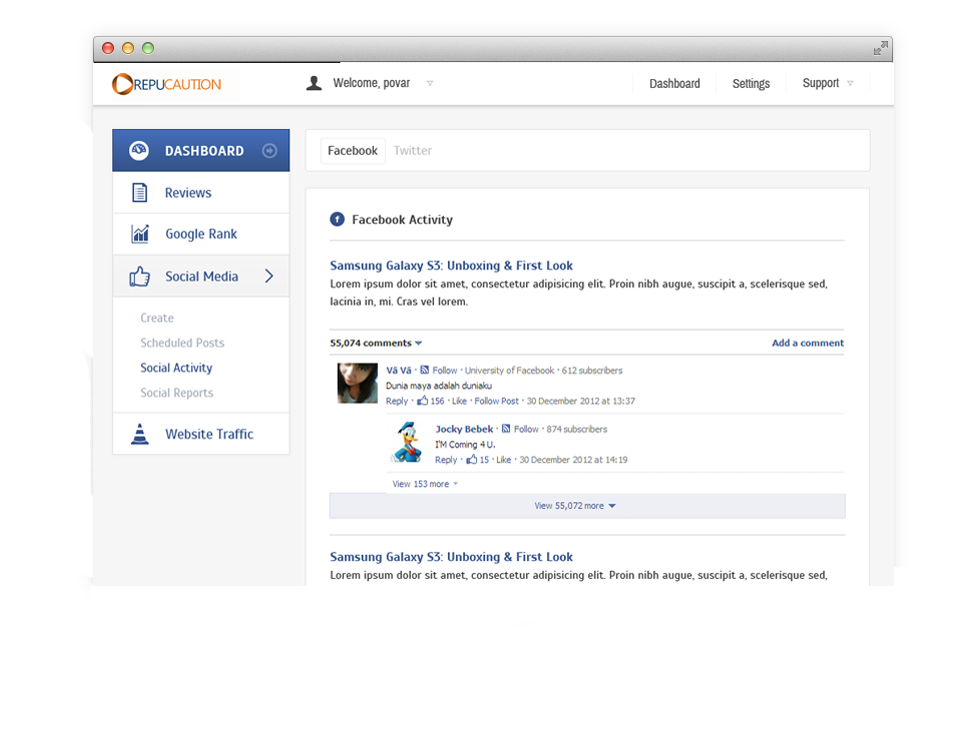 REPUCAUTION
Welcome, povar
Dashboard
Settings
Support
DASHBOARD
Reviews
Google Rank
Social Media
Create
Scheduled Posts
Social Activity
Social Reports
Website Traffic
Facebook
Twitter
f Facebook Activity
Samsung Galaxy S3: Unboxing & First Look
Lorem ipsum dolor sit amet, consectetur adipisicing elit. Proin nibh augue, suscipit a, scelerisque sed,
lacinia in, mi. Cras vel lorem.
55,074 comments
Add a comment
Vă Vă · Follow · University of Facebook · 612 subscribers
Dunia maya adalah duniaku
Reply · 156 · Like · Follow Post · 30 December 2012 at 13:37
Jocky Bebek · Follow · 874 subscribers
I'M Coming 4 U.
Reply · 15 · Like · 30 December 2012 at 14:19
View 153 more
View 55,072 more
Samsung Galaxy S3: Unboxing & First Look
Lorem ipsum dolor sit amet, consectetur adipisicing elit. Proin nibh augue, suscipit a, scelerisque sed,